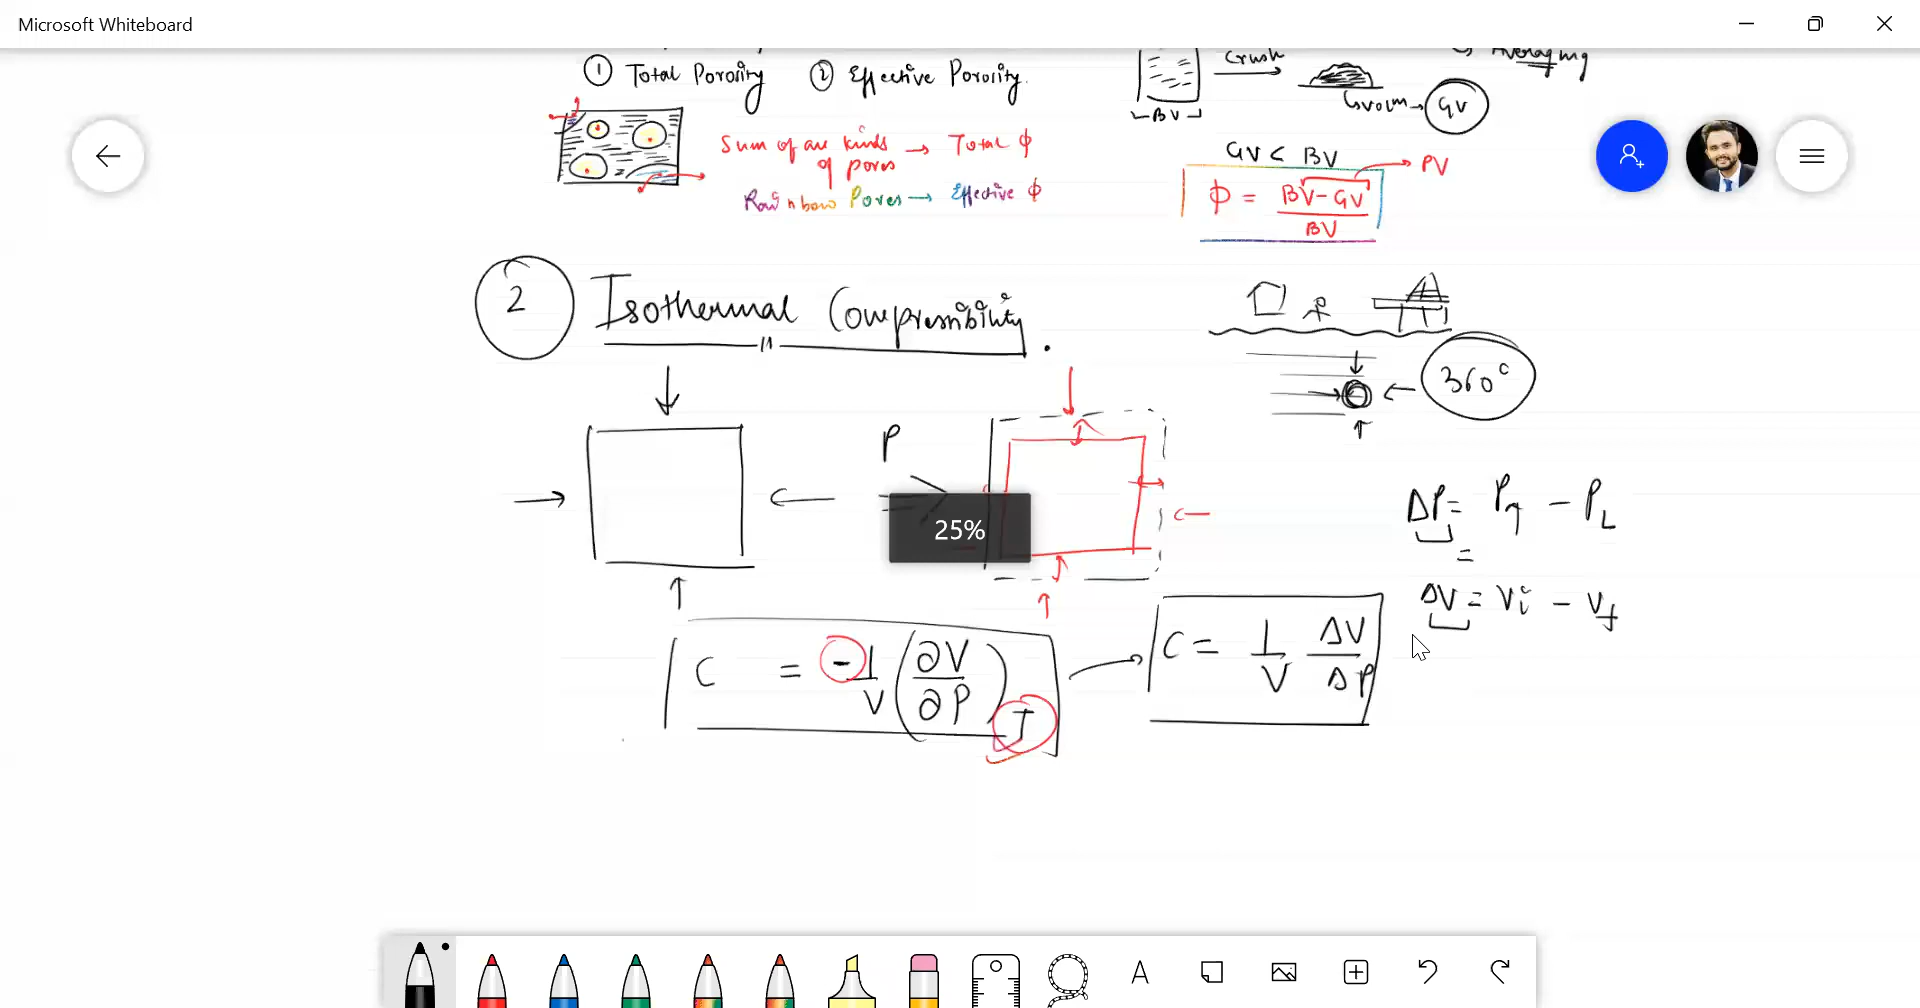 Microsoft Whiteboard
① Total Porosity ② Effective Porosity.
Sum of all kinds → Total ϕ
of pores
Rainbow Pores → Effective ϕ
Crush
BV
GV
Averaging
GV < BV
PV
ϕ = BV-GV / BV
2 Isothermal Compressibility.
360°
P
25%
ΔP = P↑ - PL
=
ΔV = Vi - Vf
C = -1/V (∂V/∂P)T
C = 1/V ΔV/ΔP
A